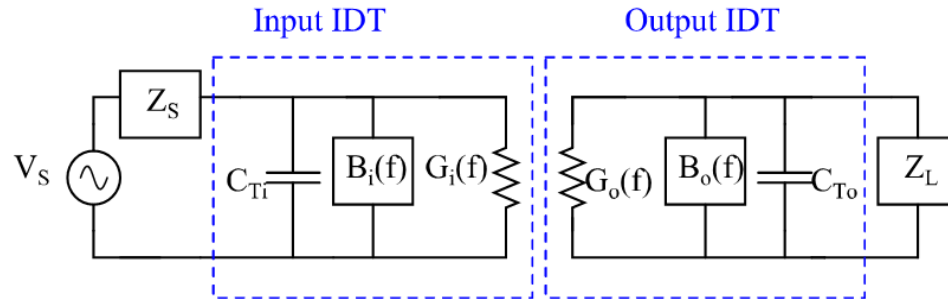 Input IDT
Output IDT
Z_S
V_S
C_Ti
B_i(f)
G_i(f)
G_o(f)
B_o(f)
C_To
Z_L